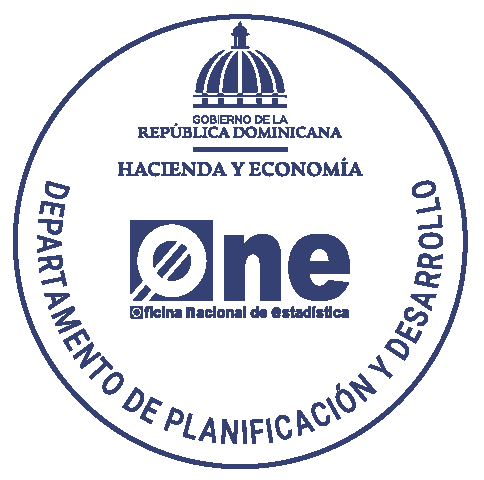 GOBIERNO DE LA
REPÚBLICA DOMINICANA
HACIENDA Y ECONOMÍA
One
Oficina Nacional de estadística
DEPARTAMENTO DE PLANIFICACIÓN Y DESARROLLO